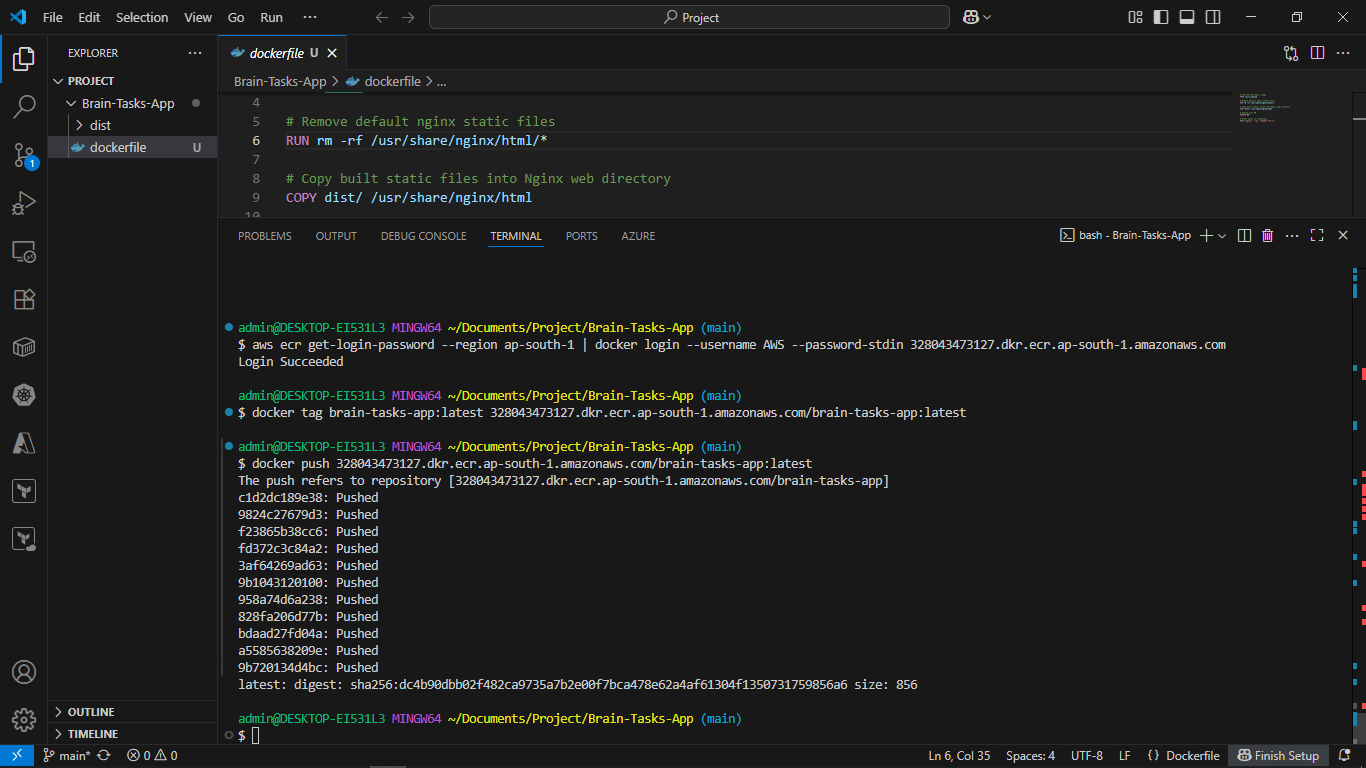 File Edit Selection View Go Run ···
Project
EXPLORER
PROJECT
Brain-Tasks-App
dist
dockerfile U
OUTLINE
TIMELINE
dockerfile U
Brain-Tasks-App > dockerfile > ...
4
5 # Remove default nginx static files
6 RUN rm -rf /usr/share/nginx/html/*
7
8 # Copy built static files into Nginx web directory
9 COPY dist/ /usr/share/nginx/html
10
PROBLEMS OUTPUT DEBUG CONSOLE TERMINAL PORTS AZURE
bash - Brain-Tasks-App
admin@DESKTOP-EI531L3 MINGW64 ~/Documents/Project/Brain-Tasks-App (main)
$ aws ecr get-login-password --region ap-south-1 | docker login --username AWS --password-stdin 328043473127.dkr.ecr.ap-south-1.amazonaws.com
Login Succeeded
admin@DESKTOP-EI531L3 MINGW64 ~/Documents/Project/Brain-Tasks-App (main)
$ docker tag brain-tasks-app:latest 328043473127.dkr.ecr.ap-south-1.amazonaws.com/brain-tasks-app:latest
admin@DESKTOP-EI531L3 MINGW64 ~/Documents/Project/Brain-Tasks-App (main)
$ docker push 328043473127.dkr.ecr.ap-south-1.amazonaws.com/brain-tasks-app:latest
The push refers to repository [328043473127.dkr.ecr.ap-south-1.amazonaws.com/brain-tasks-app]
c1d2dc189e38: Pushed
9824c27679d3: Pushed
f23865b38cc6: Pushed
fd372c3c84a2: Pushed
3af64269ad63: Pushed
9b1043120100: Pushed
958a74d6a238: Pushed
828fa206d77b: Pushed
bdaad27fd04a: Pushed
a5585638209e: Pushed
9b720134d4bc: Pushed
latest: digest: sha256:dc4b90dbb02f482ca9735a7b2e00f7bca478e62a4af61304f1350731759856a6 size: 856
admin@DESKTOP-EI531L3 MINGW64 ~/Documents/Project/Brain-Tasks-App (main)
$
1
main* 0 0 Ln 6, Col 35 Spaces: 4 UTF-8 LF {} Dockerfile Finish Setup